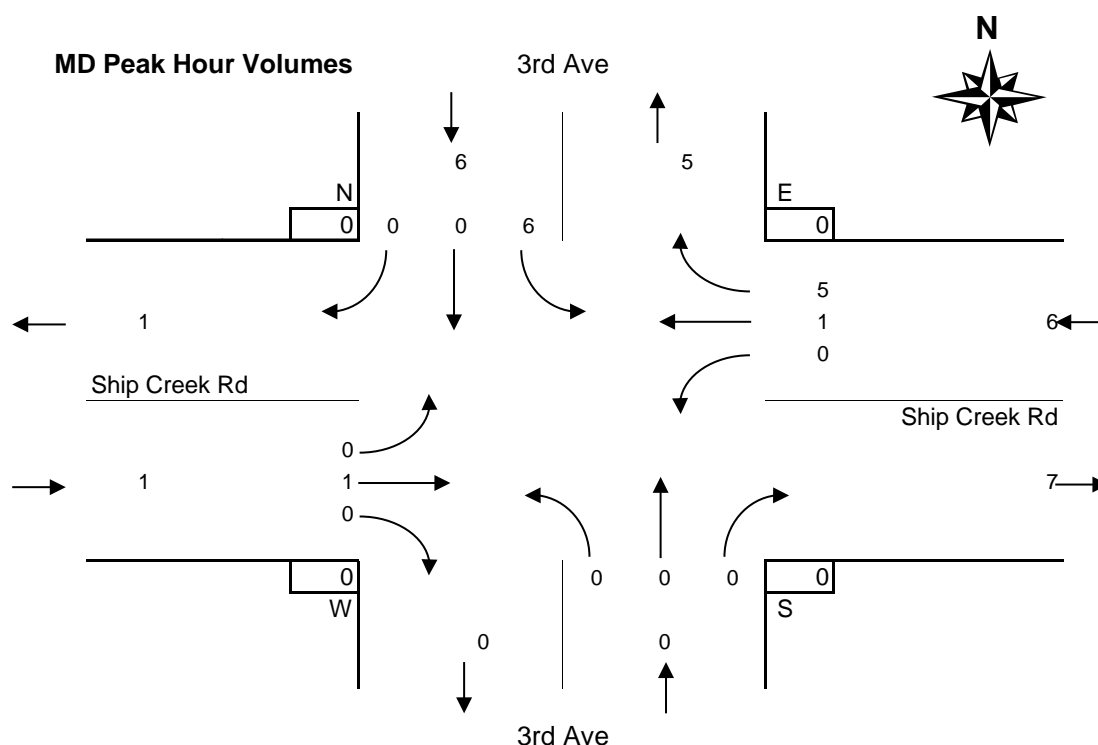 N
MD Peak Hour Volumes 3rd Ave
6 5
N E
0 0 0 6 0
5
1 1 6
0
Ship Creek Rd
Ship Creek Rd
0
1 1 7
0
0 0 0 0 0
W S
0 0
3rd Ave